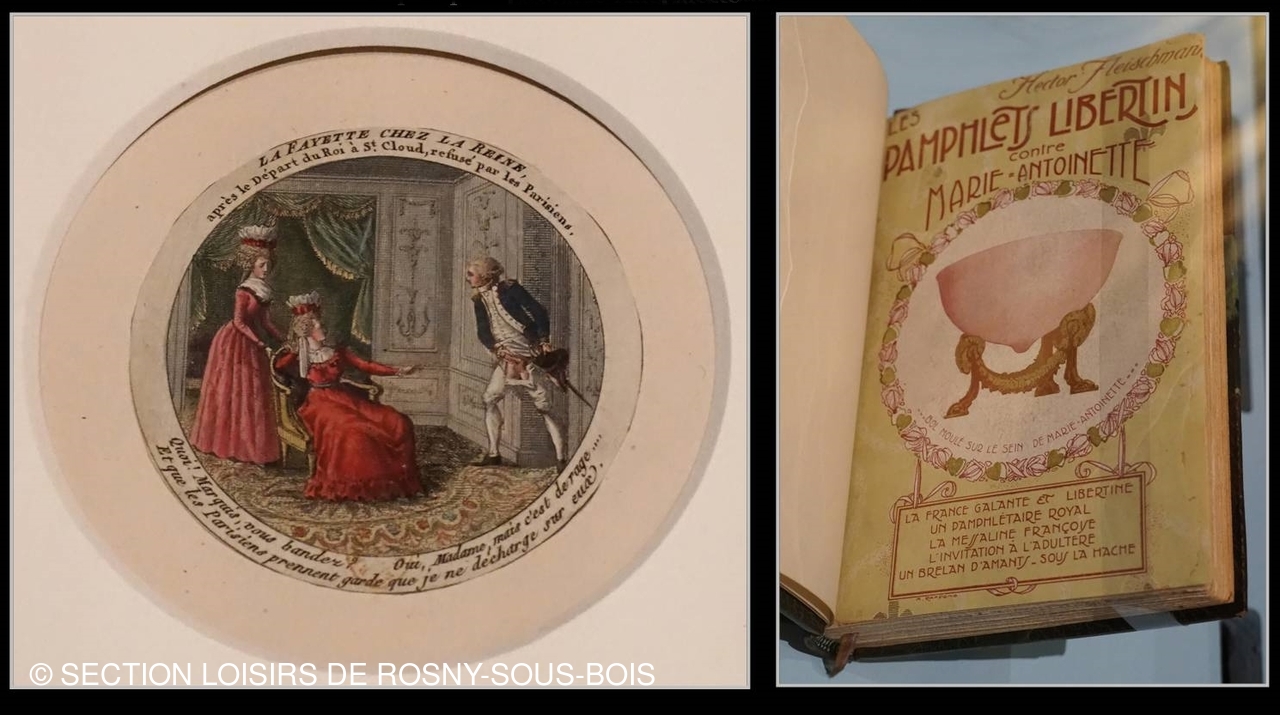 LA FAYETTE CHEZ LA REINE,
après le Départ du Roi à St Cloud, refusé par les Parisiens,
Quoi! Marquis, vous bandez? Oui, Madame, mais c'est de rage....
Et que les Parisiens prennent garde que je ne décharge sur eux.
© SECTION LOISIRS DE ROSNY-SOUS-BOIS
Hector Fleischmann
LES
PAMPHLETS LIBERTIN
contre
MARIE-ANTOINETTE
...BOL MOULÉ SUR LE SEIN DE MARIE-ANTOINETTE...
LA FRANCE GALANTE ET LIBERTINE
UN PAMPHLÉTAIRE ROYAL
LA MESSALINE FRANÇOISE
L'INVITATION À L'ADULTERE
UN BRELAN D'AMANTS - SOUS LA HACHE